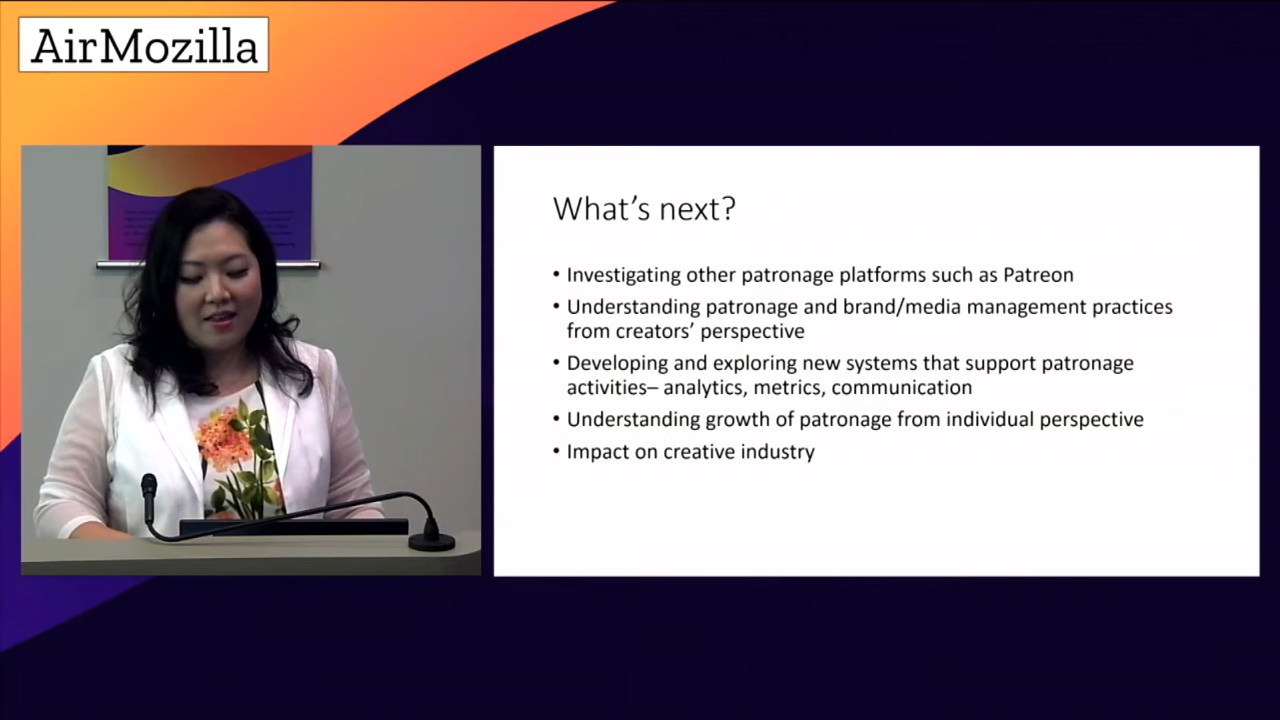 AirMozilla
What's next?
• Investigating other patronage platforms such as Patreon
• Understanding patronage and brand/media management practices
from creators' perspective
• Developing and exploring new systems that support patronage
activities– analytics, metrics, communication
• Understanding growth of patronage from individual perspective
• Impact on creative industry